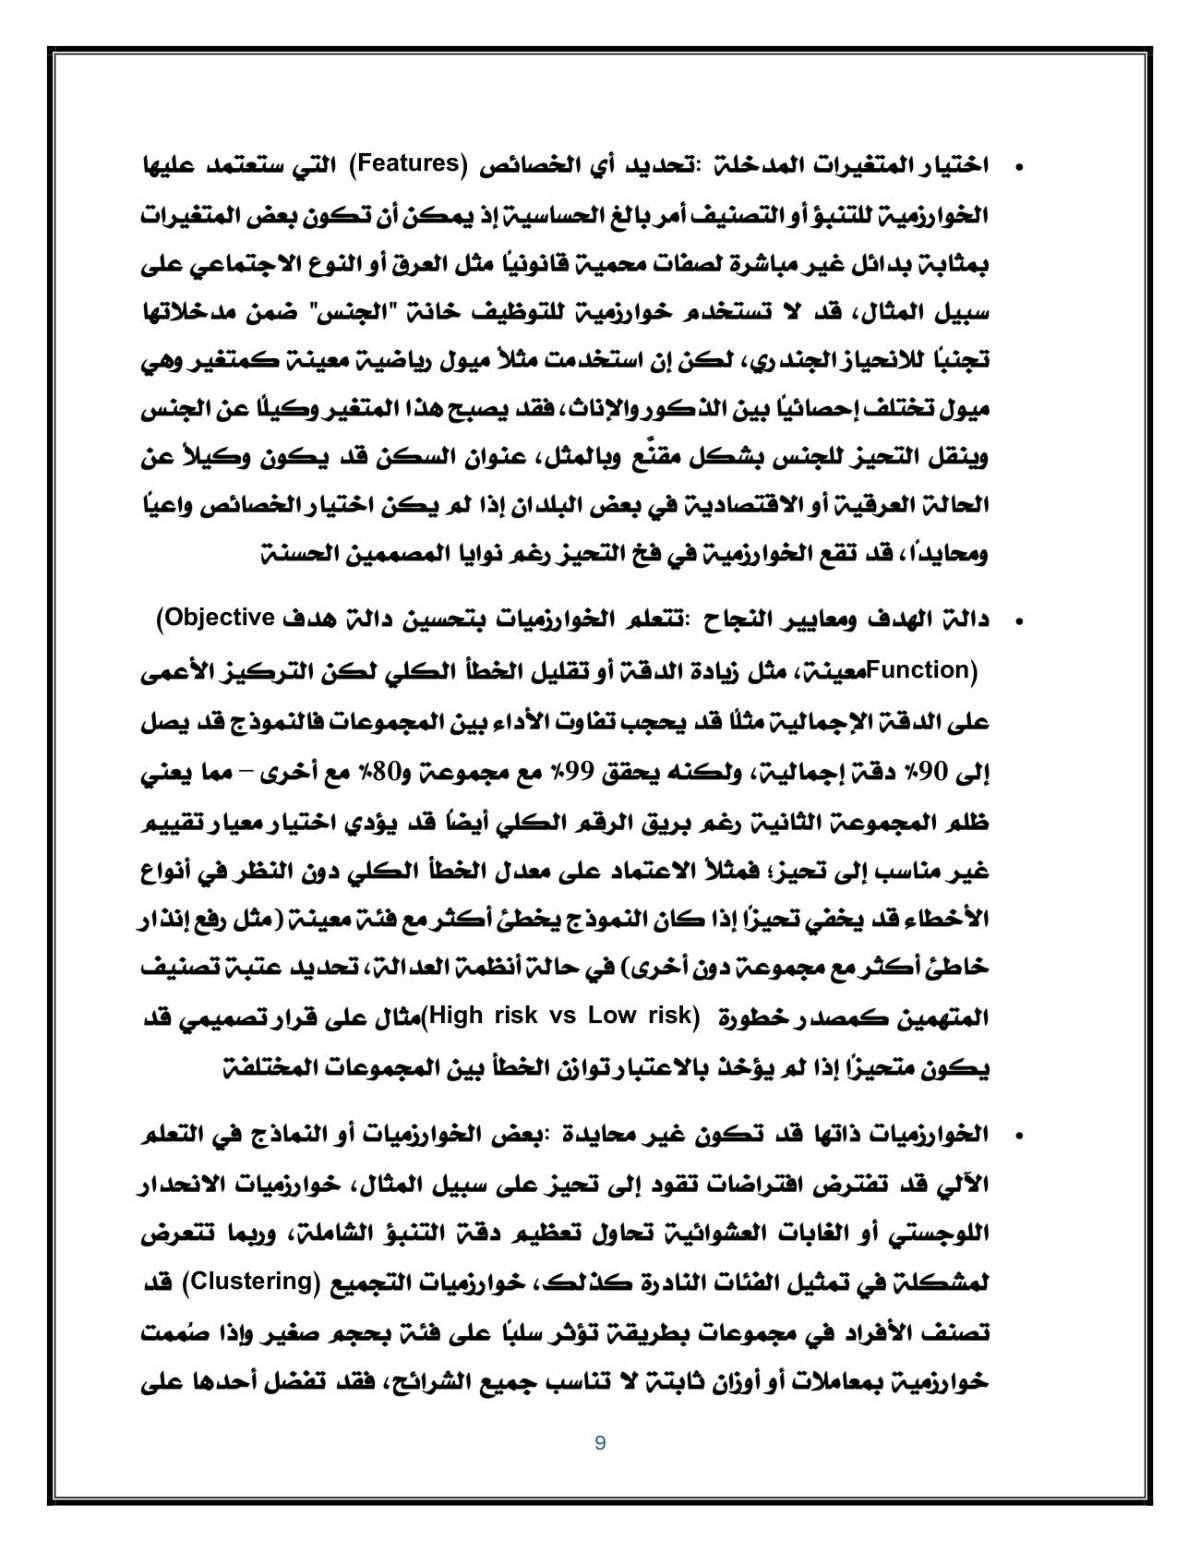 • اختيار المتغيرات المدخلة :تحديد أي الخصائص (Features) التي ستعتمد عليها
الخوارزمية للتنبؤ أو التصنيف أمر بالغ الحساسية إذ يمكن أن تكون بعض المتغيرات
بمثابة بدائل غير مباشرة لصفات محمية قانونيًا مثل العرق أو النوع الاجتماعي على
سبيل المثال، قد لا تستخدم خوارزمية للتوظيف خانة "الجنس" ضمن مدخلاتها
تجنبًا للانحياز الجندري، لكن إن استخدمت مثلاً ميول رياضية معينة كمتغير وهي
ميول تختلف إحصائيًا بين الذكور والإناث، فقد يصبح هذا المتغير وكيلًا عن الجنس
وينقل التحيز للجنس بشكل مقنَّع وبالمثل، عنوان السكن قد يكون وكيلاً عن
الحالة العرقية أو الاقتصادية في بعض البلدان إذا لم يكن اختيار الخصائص واعيًا
ومحايدًا، قد تقع الخوارزمية في فخ التحيز رغم نوايا المصممين الحسنة
• دالة الهدف ومعايير النجاح :تتعلم الخوارزميات بتحسين دالة هدف Objective)
(Functionمعينة، مثل زيادة الدقة أو تقليل الخطأ الكلي لكن التركيز الأعمى
على الدقة الإجمالية مثلًا قد يحجب تفاوت الأداء بين المجموعات فالنموذج قد يصل
إلى 90٪ دقة إجمالية، ولكنه يحقق 99٪ مع مجموعة و80٪ مع أخرى – مما يعني
ظلم المجموعة الثانية رغم بريق الرقم الكلي أيضًا قد يؤدي اختيار معيار تقييم
غير مناسب إلى تحيز؛ فمثلاً الاعتماد على معدل الخطأ الكلي دون النظر في أنواع
الأخطاء قد يخفي تحيزًا إذا كان النموذج يخطئ أكثر مع فئة معينة (مثل رفع إنذار
خاطئ أكثر مع مجموعة دون أخرى) في حالة أنظمة العدالة، تحديد عتبة تصنيف
المتهمين كمصدر خطورة (High risk vs Low risk)مثال على قرار تصميمي قد
يكون متحيزًا إذا لم يؤخذ بالاعتبار توازن الخطأ بين المجموعات المختلفة
• الخوارزميات ذاتها قد تكون غير محايدة :بعض الخوارزميات أو النماذج في التعلم
الآلي قد تفترض افتراضات تقود إلى تحيز على سبيل المثال، خوارزميات الانحدار
اللوجستي أو الغابات العشوائية تحاول تعظيم دقة التنبؤ الشاملة، وربما تتعرض
لمشكلة في تمثيل الفئات النادرة كذلك، خوارزميات التجميع (Clustering) قد
تصنف الأفراد في مجموعات بطريقة تؤثر سلبًا على فئة بحجم صغير وإذا صُممت
خوارزمية بمعاملات أو أوزان ثابتة لا تناسب جميع الشرائح، فقد تفضل أحدها على
9